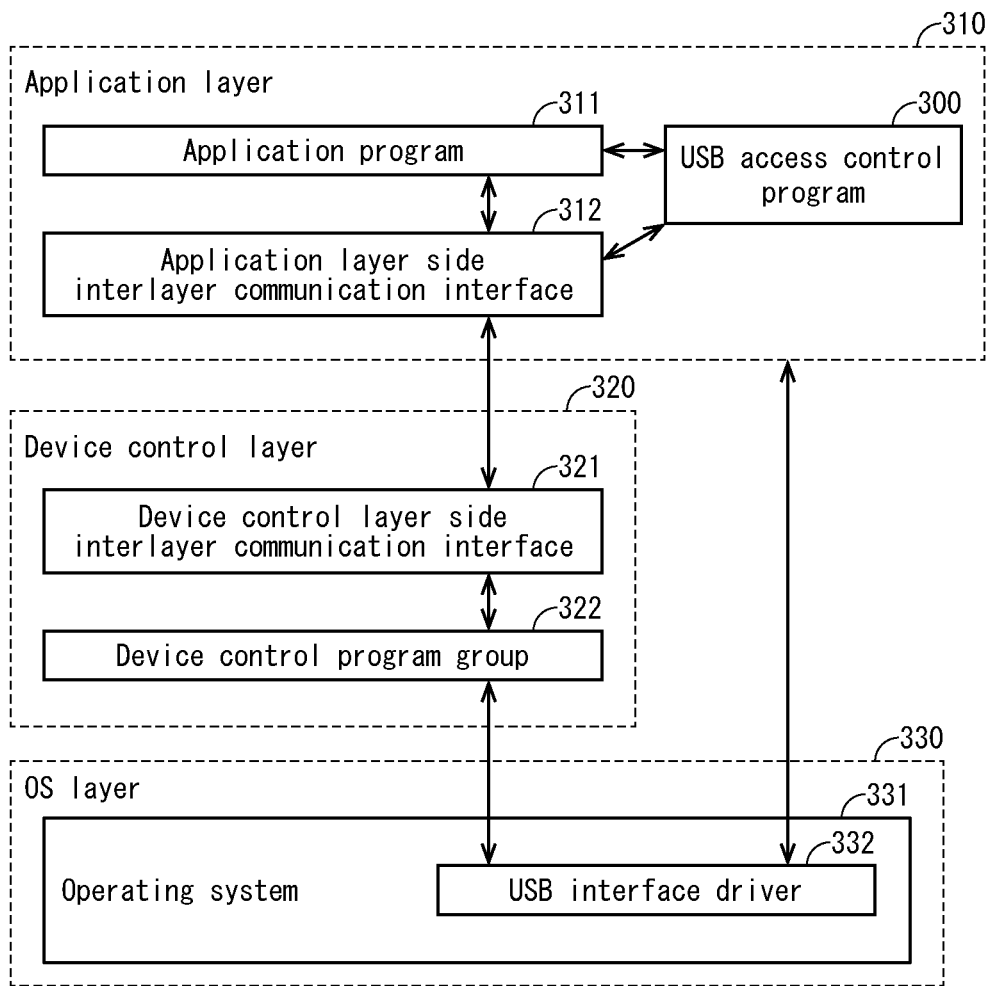 310
Application layer
311
300
Application program
USB access control
program
312
Application layer side
interlayer communication interface
320
Device control layer
321
Device control layer side
interlayer communication interface
322
Device control program group
330
OS layer
331
332
Operating system
USB interface driver